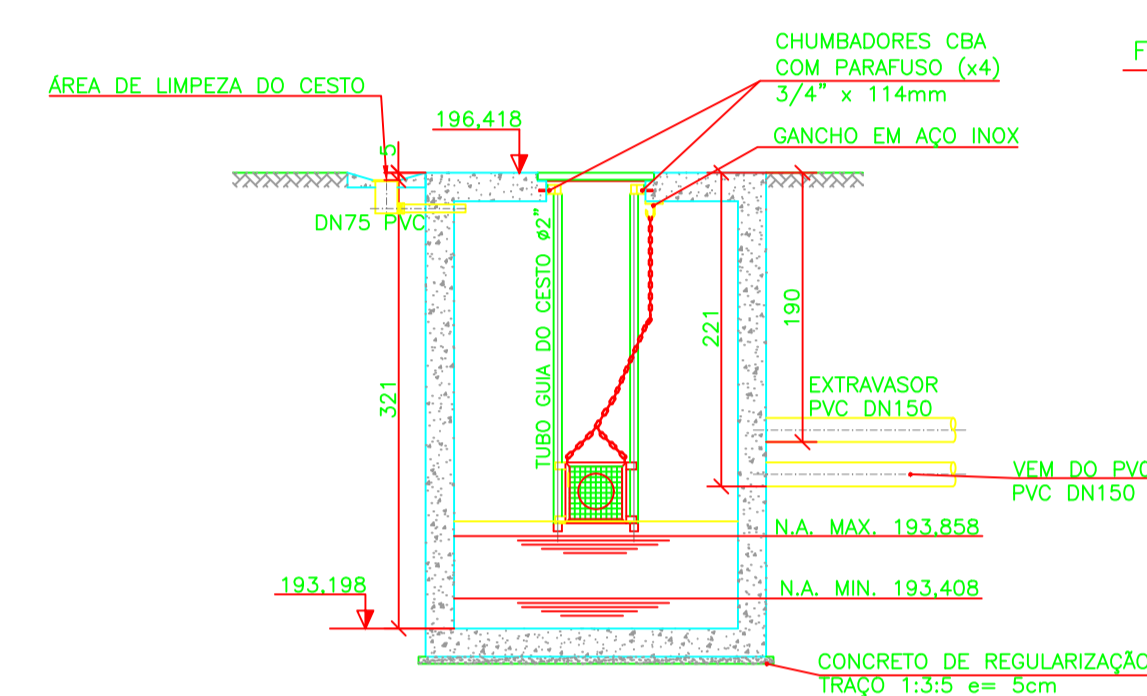 CHUMBADORES CBA
COM PARAFUSO (x4)
3/4" x 114mm
F
ÁREA DE LIMPEZA DO CESTO
196,418
GANCHO EM AÇO INOX
5
DN75 PVC
TUBO GUIA DO CESTO ø2"
321
221
190
EXTRAVASOR
PVC DN150
VEM DO PVC
PVC DN150
N.A. MAX. 193,858
N.A. MIN. 193,408
193,198
CONCRETO DE REGULARIZAÇÃO
TRAÇO 1:3:5 e= 5cm